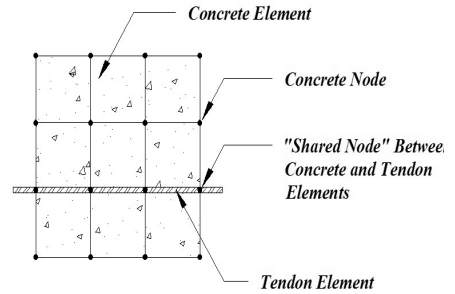 Concrete Element
Concrete Node
"Shared Node" Betwee
Concrete and Tendon
Elements
Tendon Element